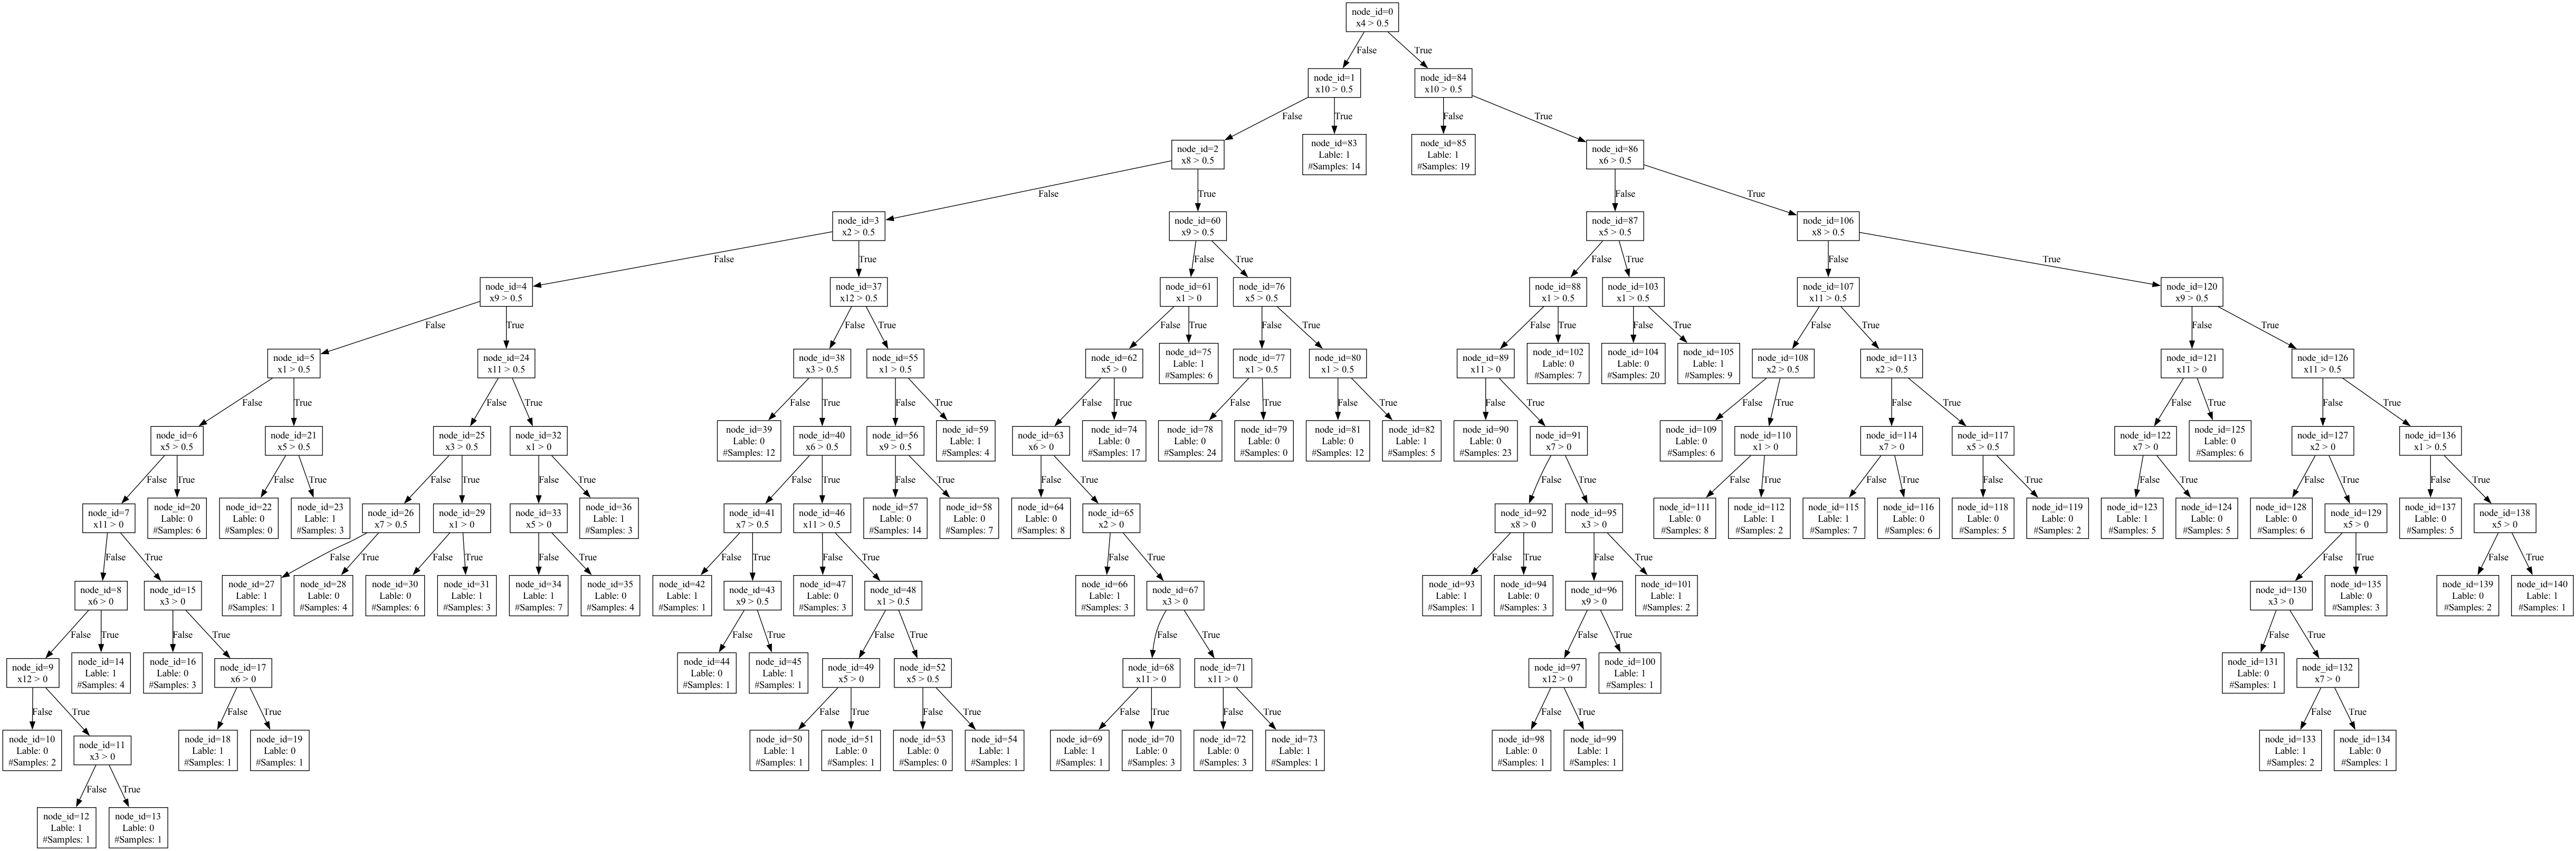 node_id=0
x4 > 0.5
False
True
node_id=1
x10 > 0.5
node_id=84
x10 > 0.5
False
True
False
True
node_id=2
x8 > 0.5
node_id=83
Lable: 1
#Samples: 14
node_id=85
Lable: 1
#Samples: 19
node_id=86
x6 > 0.5
False
True
False
True
node_id=3
x2 > 0.5
node_id=60
x9 > 0.5
node_id=87
x5 > 0.5
node_id=106
x8 > 0.5
False
True
False
True
False
True
False
True
node_id=4
x9 > 0.5
node_id=37
x12 > 0.5
node_id=61
x1 > 0
node_id=76
x5 > 0.5
node_id=88
x1 > 0.5
node_id=103
x1 > 0.5
node_id=107
x11 > 0.5
node_id=120
x9 > 0.5
False
True
False
True
False
True
False
True
False
True
False
True
False
True
False
True
node_id=5
x1 > 0.5
node_id=24
x11 > 0.5
node_id=38
x3 > 0.5
node_id=55
x1 > 0.5
node_id=62
x5 > 0
node_id=75
Lable: 1
#Samples: 6
node_id=77
x1 > 0.5
node_id=80
x1 > 0.5
node_id=89
x11 > 0
node_id=102
Lable: 0
#Samples: 7
node_id=104
Lable: 0
#Samples: 20
node_id=105
Lable: 1
#Samples: 9
node_id=108
x2 > 0.5
node_id=113
x2 > 0.5
node_id=121
x11 > 0
node_id=126
x11 > 0.5
False
True
False
True
False
True
False
True
False
True
False
True
False
True
False
True
False
True
False
True
False
True
False
True
node_id=6
x5 > 0.5
node_id=21
x5 > 0.5
node_id=25
x3 > 0.5
node_id=32
x1 > 0
node_id=39
Lable: 0
#Samples: 12
node_id=40
x6 > 0.5
node_id=56
x9 > 0.5
node_id=59
Lable: 1
#Samples: 4
node_id=63
x6 > 0
node_id=74
Lable: 0
#Samples: 17
node_id=78
Lable: 0
#Samples: 24
node_id=79
Lable: 0
#Samples: 0
node_id=81
Lable: 0
#Samples: 12
node_id=82
Lable: 1
#Samples: 5
node_id=90
Lable: 0
#Samples: 23
node_id=91
x7 > 0
node_id=109
Lable: 0
#Samples: 6
node_id=110
x1 > 0
node_id=114
x7 > 0
node_id=117
x5 > 0.5
node_id=122
x7 > 0
node_id=125
Lable: 0
#Samples: 6
node_id=127
x2 > 0
node_id=136
x1 > 0.5
False
True
False
True
False
True
False
True
False
True
False
True
False
True
False
True
False
True
False
True
False
True
False
True
False
True
False
True
node_id=7
x11 > 0
node_id=20
Lable: 0
#Samples: 6
node_id=22
Lable: 0
#Samples: 0
node_id=23
Lable: 1
#Samples: 3
node_id=26
x7 > 0.5
node_id=29
x1 > 0
node_id=33
x5 > 0
node_id=36
Lable: 1
#Samples: 3
node_id=41
x7 > 0.5
node_id=46
x11 > 0.5
node_id=57
Lable: 0
#Samples: 14
node_id=58
Lable: 0
#Samples: 7
node_id=64
Lable: 0
#Samples: 8
node_id=65
x2 > 0
node_id=92
x8 > 0
node_id=95
x3 > 0
node_id=111
Lable: 0
#Samples: 8
node_id=112
Lable: 1
#Samples: 2
node_id=115
Lable: 1
#Samples: 7
node_id=116
Lable: 0
#Samples: 6
node_id=118
Lable: 0
#Samples: 5
node_id=119
Lable: 0
#Samples: 2
node_id=123
Lable: 1
#Samples: 5
node_id=124
Lable: 0
#Samples: 5
node_id=128
Lable: 0
#Samples: 6
node_id=129
x5 > 0
node_id=137
Lable: 0
#Samples: 5
node_id=138
x5 > 0
False
True
False
True
False
True
False
True
False
True
False
True
False
True
False
True
False
True
False
True
False
True
node_id=8
x6 > 0
node_id=15
x3 > 0
node_id=27
Lable: 1
#Samples: 1
node_id=28
Lable: 0
#Samples: 4
node_id=30
Lable: 0
#Samples: 6
node_id=31
Lable: 1
#Samples: 3
node_id=34
Lable: 1
#Samples: 7
node_id=35
Lable: 0
#Samples: 4
node_id=42
Lable: 1
#Samples: 1
node_id=43
x9 > 0.5
node_id=47
Lable: 0
#Samples: 3
node_id=48
x1 > 0.5
node_id=66
Lable: 1
#Samples: 3
node_id=67
x3 > 0
node_id=93
Lable: 1
#Samples: 1
node_id=94
Lable: 0
#Samples: 3
node_id=96
x9 > 0
node_id=101
Lable: 1
#Samples: 2
node_id=130
x3 > 0
node_id=135
Lable: 0
#Samples: 3
node_id=139
Lable: 0
#Samples: 2
node_id=140
Lable: 1
#Samples: 1
False
True
False
True
False
True
False
True
False
True
False
True
False
True
node_id=9
x12 > 0
node_id=14
Lable: 1
#Samples: 4
node_id=16
Lable: 0
#Samples: 3
node_id=17
x6 > 0
node_id=44
Lable: 0
#Samples: 1
node_id=45
Lable: 1
#Samples: 1
node_id=49
x5 > 0
node_id=52
x5 > 0.5
node_id=68
x11 > 0
node_id=71
x11 > 0
node_id=97
x12 > 0
node_id=100
Lable: 1
#Samples: 1
node_id=131
Lable: 0
#Samples: 1
node_id=132
x7 > 0
False
True
False
True
False
True
False
True
False
True
False
True
False
True
False
True
node_id=10
Lable: 0
#Samples: 2
node_id=11
x3 > 0
node_id=18
Lable: 1
#Samples: 1
node_id=19
Lable: 0
#Samples: 1
node_id=50
Lable: 1
#Samples: 1
node_id=51
Lable: 0
#Samples: 1
node_id=53
Lable: 0
#Samples: 0
node_id=54
Lable: 1
#Samples: 1
node_id=69
Lable: 1
#Samples: 1
node_id=70
Lable: 0
#Samples: 3
node_id=72
Lable: 0
#Samples: 3
node_id=73
Lable: 1
#Samples: 1
node_id=98
Lable: 0
#Samples: 1
node_id=99
Lable: 1
#Samples: 1
node_id=133
Lable: 1
#Samples: 2
node_id=134
Lable: 0
#Samples: 1
False
True
node_id=12
Lable: 1
#Samples: 1
node_id=13
Lable: 0
#Samples: 1